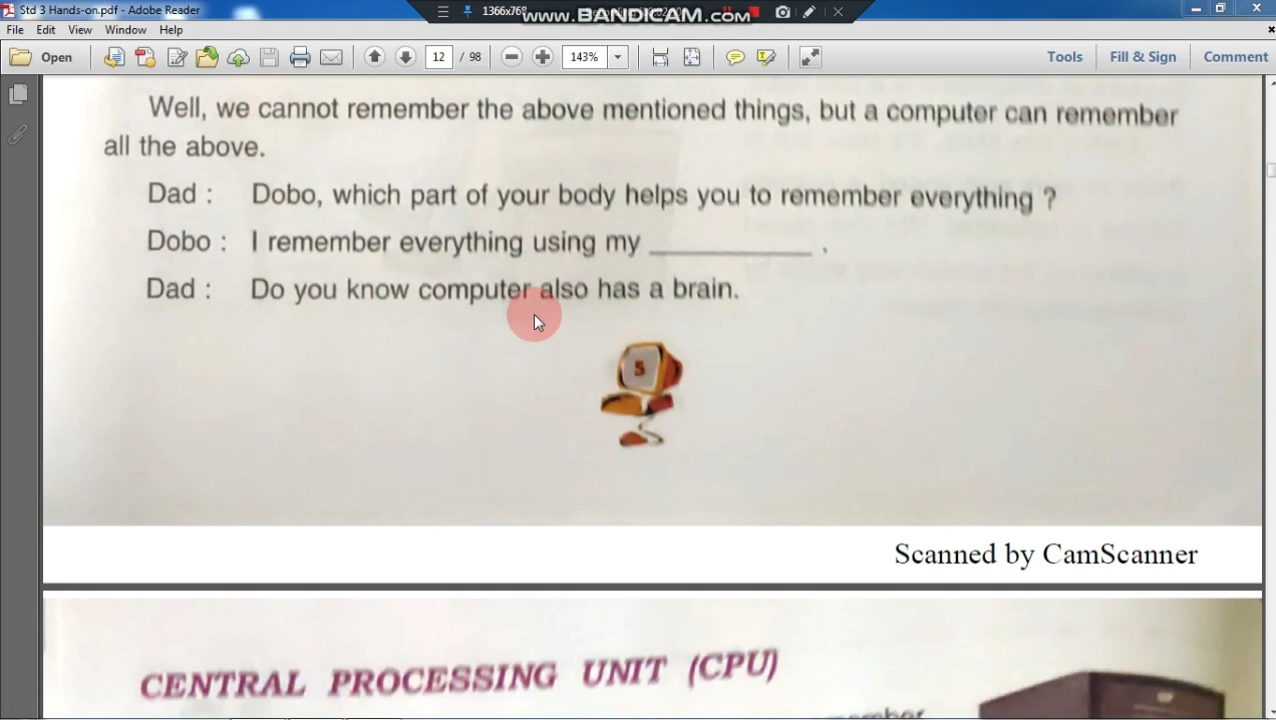 Std 3 Hands-on.pdf - Adobe Reader
1366x768
www.BANDICAM.com
File Edit View Window Help
Open 12 / 98 143% Tools Fill & Sign Comment
Well, we cannot remember the above mentioned things, but a computer can remember
all the above.
Dad : Dobo, which part of your body helps you to remember everything ?
Dobo : I remember everything using my ____________ .
Dad : Do you know computer also has a brain.
5
Scanned by CamScanner
CENTRAL PROCESSING UNIT (CPU)
remember